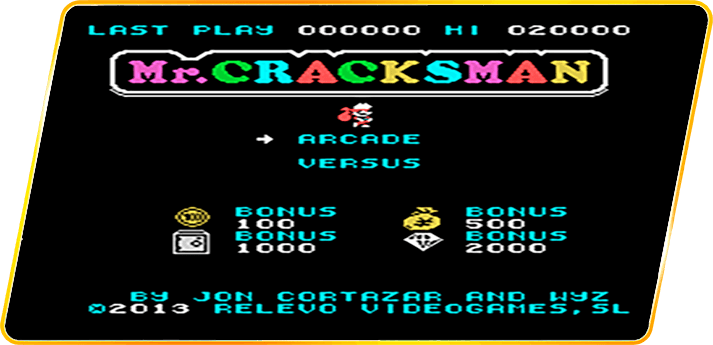 LAST PLAY 000000 HI 020000
Mr.CRACKSMAN
ARCADE
VERSUS
BONUS 100
BONUS 500
BONUS 1000
BONUS 2000
BY JON CORTAZAR AND WYZ
©2013 RELEVO VIDEOGAMES,SL